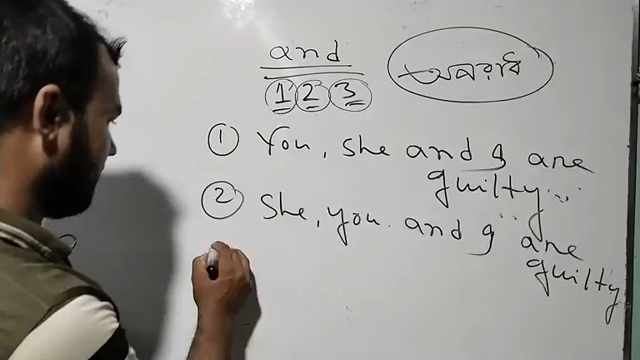 and
1 2 3
অপরাধি
① You, She and I are
guilty
② She, you and I are
guilty